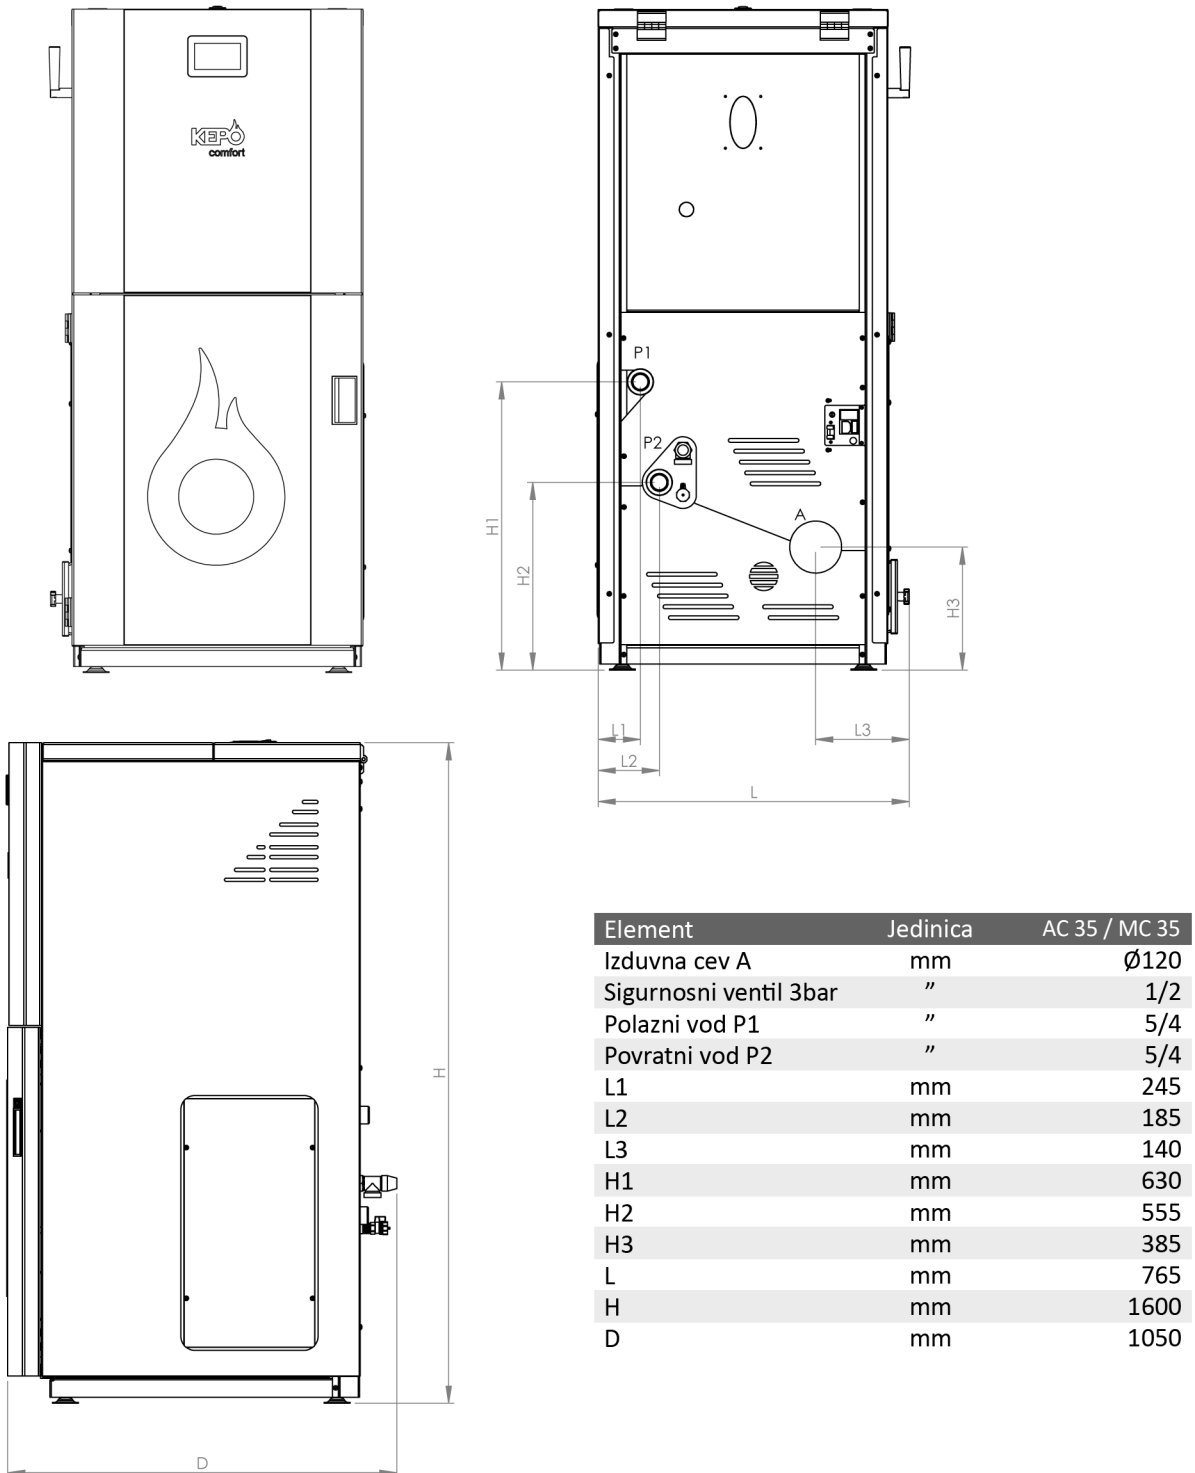 KEPO
comfort
P1
P2
A
H1
H2
H3
L1
L2
L3
L
H
D
Element Jedinica AC 35 / MC 35
Izduvna cev A mm Ø120
Sigurnosni ventil 3bar ” 1/2
Polazni vod P1 ” 5/4
Povratni vod P2 ” 5/4
L1 mm 245
L2 mm 185
L3 mm 140
H1 mm 630
H2 mm 555
H3 mm 385
L mm 765
H mm 1600
D mm 1050